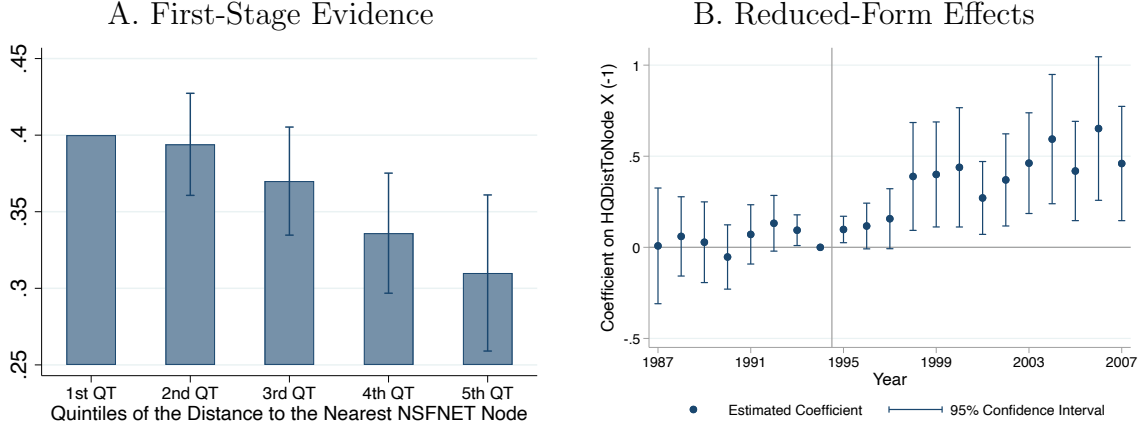 A. First-Stage Evidence
.45
.4
.35
.3
.25
1st QT 2nd QT 3rd QT 4th QT 5th QT
Quintiles of the Distance to the Nearest NSFNET Node
B. Reduced-Form Effects
Coefficient on HQDistToNode X (-1)
1
.5
0
-.5
1987 1991 1995 1999 2003 2007
Year
Estimated Coefficient 95% Confidence Interval